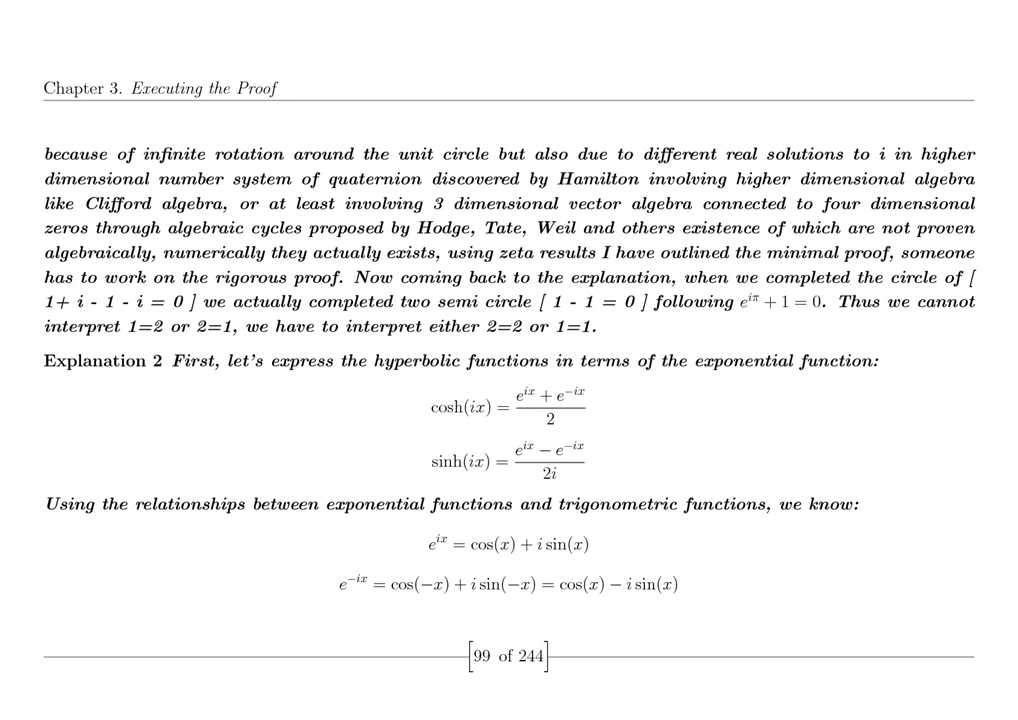 Chapter 3. Executing the Proof
because of infinite rotation around the unit circle but also due to different real solutions to i in higher
dimensional number system of quaternion discovered by Hamilton involving higher dimensional algebra
like Clifford algebra, or at least involving 3 dimensional vector algebra connected to four dimensional
zeros through algebraic cycles proposed by Hodge, Tate, Weil and others existence of which are not proven
algebraically, numerically they actually exists, using zeta results I have outlined the minimal proof, someone
has to work on the rigorous proof. Now coming back to the explanation, when we completed the circle of [
1+ i - 1 - i = 0 ] we actually completed two semi circle [ 1 - 1 = 0 ] following e^{iπ} + 1 = 0. Thus we cannot
interpret 1=2 or 2=1, we have to interpret either 2=2 or 1=1.
Explanation 2 First, let's express the hyperbolic functions in terms of the exponential function:
cosh(ix) = \frac{e^{ix} + e^{-ix}}{2}
sinh(ix) = \frac{e^{ix} - e^{-ix}}{2i}
Using the relationships between exponential functions and trigonometric functions, we know:
e^{ix} = cos(x) + i sin(x)
e^{-ix} = cos(−x) + i sin(−x) = cos(x) − i sin(x)
[99 of 244]